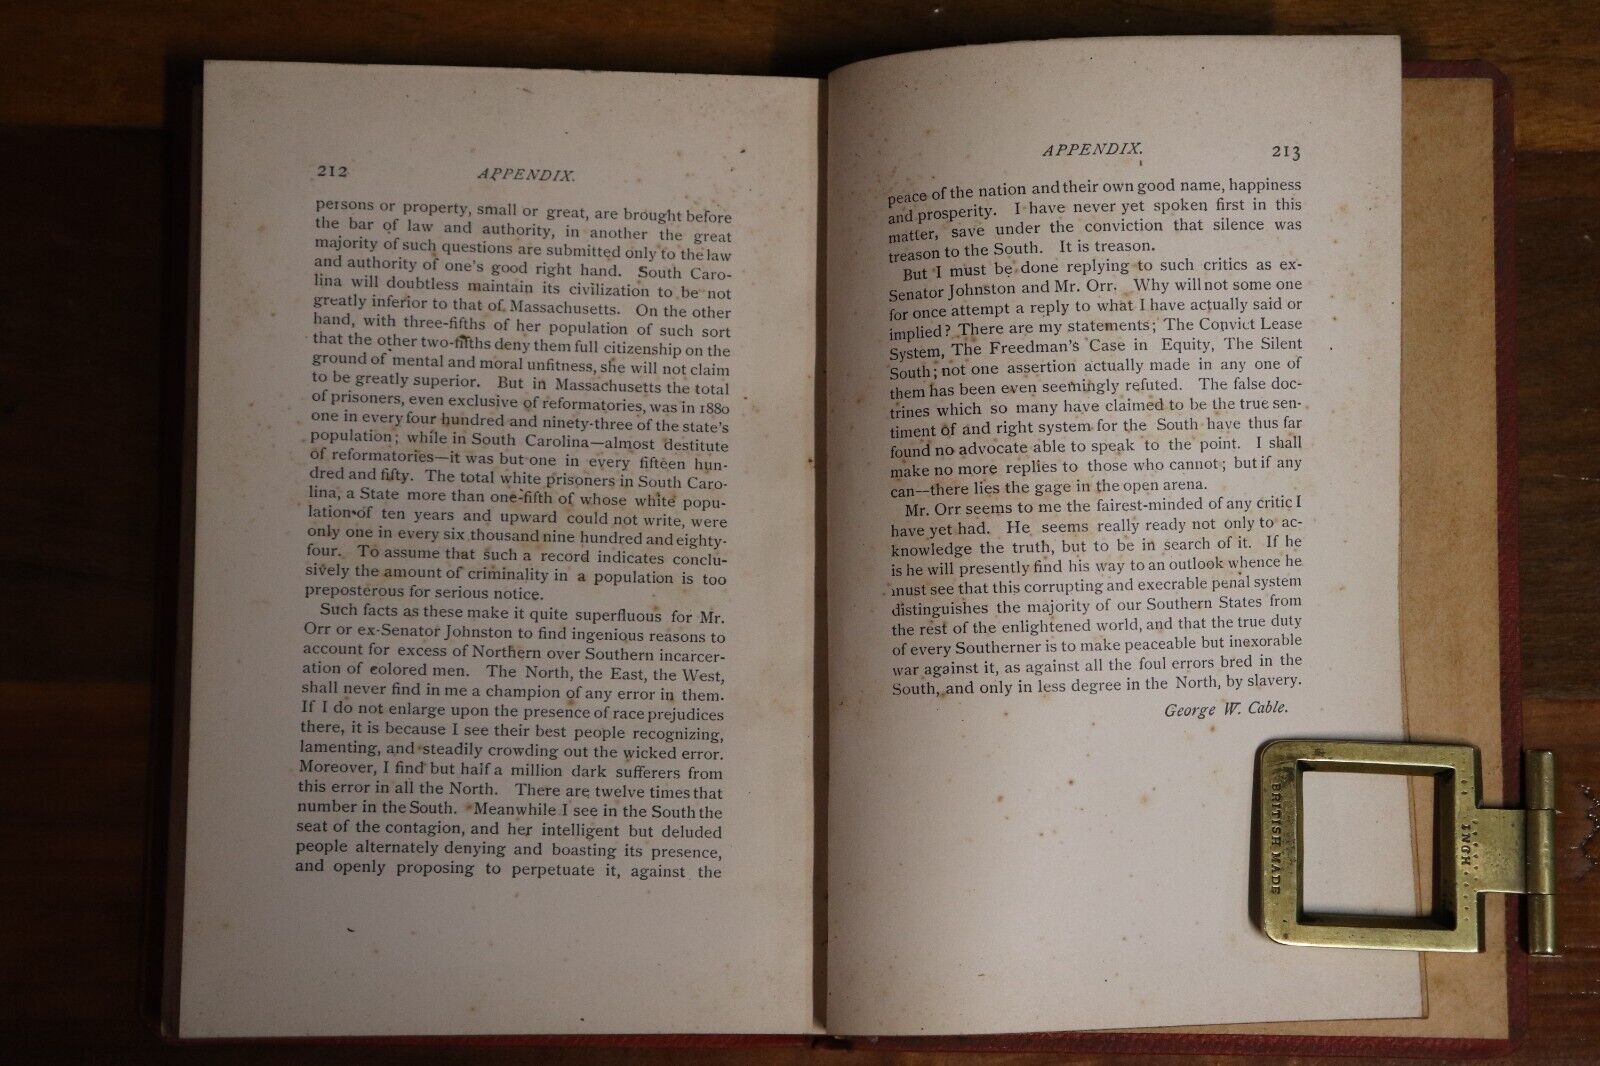 212 APPENDIX.
persons or property, small or great, are brought before
the bar of law and authority, in another the great
majority of such questions are submitted only to the law
and authority of one's good right hand. South Caro-
lina will doubtless maintain its civilization to be not
greatly inferior to that of Massachusetts. On the other
hand, with three-fifths of her population of such sort
that the other two-fifths deny them full citizenship on the
ground of mental and moral unfitness, she will not claim
to be greatly superior. But in Massachusetts the total
of prisoners, even exclusive of reformatories, was in 1880
one in every four hundred and ninety-three of the state's
population; while in South Carolina—almost destitute
of reformatories—it was but one in every fifteen hun-
dred and fifty. The total white prisoners in South Caro-
lina, a State more than one-fifth of whose white popu-
lation of ten years and upward could not write, were
only one in every six thousand nine hundred and eighty-
four. To assume that such a record indicates conclu-
sively the amount of criminality in a population is too
preposterous for serious notice.
Such facts as these make it quite superfluous for Mr.
Orr or ex-Senator Johnston to find ingenious reasons to
account for excess of Northern over Southern incarcer-
ation of colored men. The North, the East, the West,
shall never find in me a champion of any error in them.
If I do not enlarge upon the presence of race prejudices
there, it is because I see their best people recognizing,
lamenting, and steadily crowding out the wicked error.
Moreover, I find but half a million dark sufferers from
this error in all the North. There are twelve times that
number in the South. Meanwhile I see in the South the
seat of the contagion, and her intelligent but deluded
people alternately denying and boasting its presence,
and openly proposing to perpetuate it, against the
APPENDIX. 213
peace of the nation and their own good name, happiness
and prosperity. I have never yet spoken first in this
matter, save under the conviction that silence was
treason to the South. It is treason.
But I must be done replying to such critics as ex-
Senator Johnston and Mr. Orr. Why will not some one
for once attempt a reply to what I have actually said or
implied? There are my statements; The Convict Lease
System, The Freedman's Case in Equity, The Silent
South; not one assertion actually made in any one of
them has been even seemingly refuted. The false doc-
trines which so many have claimed to be the true sen-
timent of and right system for the South have thus far
found no advocate able to speak to the point. I shall
make no more replies to those who cannot; but if any
can—there lies the gage in the open arena.
Mr. Orr seems to me the fairest-minded of any critic I
have yet had. He seems really ready not only to ac-
knowledge the truth, but to be in search of it. If he
is he will presently find his way to an outlook whence he
must see that this corrupting and execrable penal system
distinguishes the majority of our Southern States from
the rest of the enlightened world, and that the true duty
of every Southerner is to make peaceable but inexorable
war against it, as against all the foul errors bred in the
South, and only in less degree in the North, by slavery.
George W. Cable.
BRITISH MADE
INGH